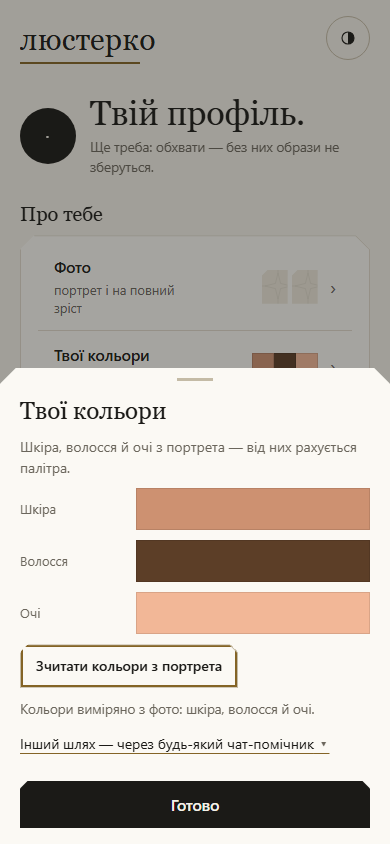 люстерко
Твій профіль.
Ще треба: обхвати — без них образи не
зберуться.
Про тебе
Фото
портрет і на повний
зріст
Твої кольори
Твої кольори
Шкіра, волосся й очі з портрета — від них рахується
палітра.
Шкіра
Волосся
Очі
Зчитати кольори з портрета
Кольори виміряно з фото: шкіра, волосся й очі.
Інший шлях — через будь-який чат-помічник
Готово